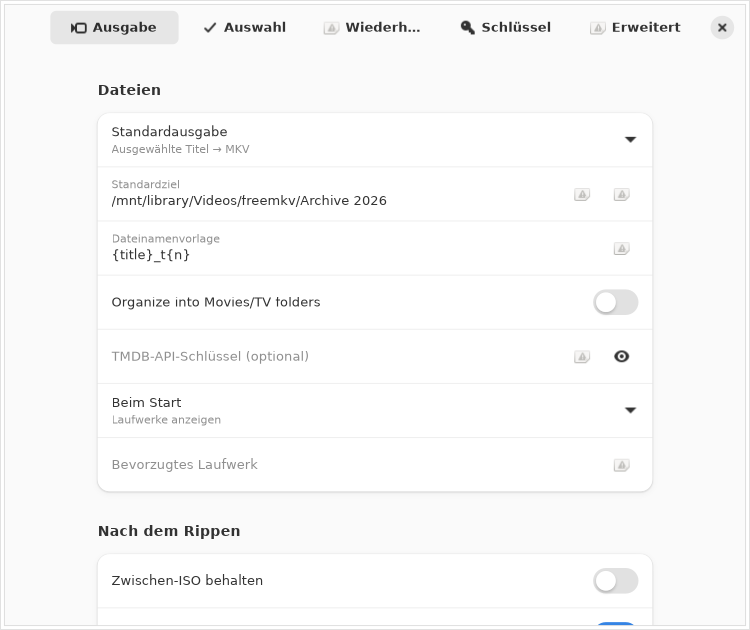 Ausgabe
Auswahl
Wiederh...
Schlüssel
Erweitert
Dateien
Standardausgabe
Ausgewählte Titel → MKV
Standardziel
/mnt/library/Videos/freemkv/Archive 2026
Dateinamenvorlage
{title}_t{n}
Organize into Movies/TV folders
TMDB-API-Schlüssel (optional)
Beim Start
Laufwerke anzeigen
Bevorzugtes Laufwerk
Nach dem Rippen
Zwischen-ISO behalten